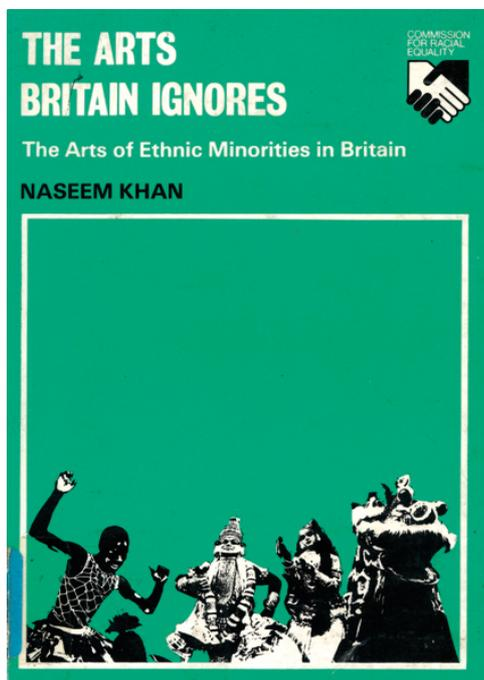 THE ARTS
BRITAIN IGNORES
The Arts of Ethnic Minorities in Britain
NASEEM KHAN
COMMISSION
FOR RACIAL
EQUALITY